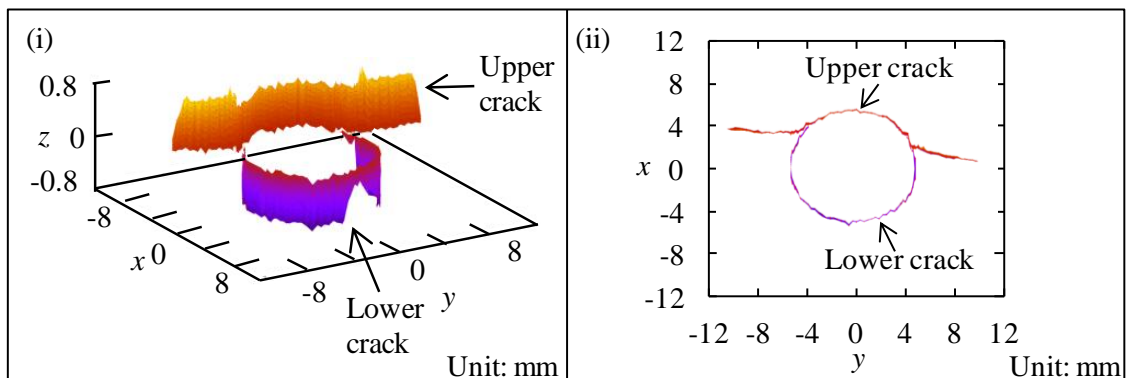 (i)
Upper
crack
0.8
z 0
-0.8
-8
x 0
8
-8
0
8
y
Lower
crack
Unit: mm
(ii)
12
8
4
x 0
-4
-8
-12
Upper crack
Lower crack
-12 -8 -4 0 4 8 12
y
Unit: mm